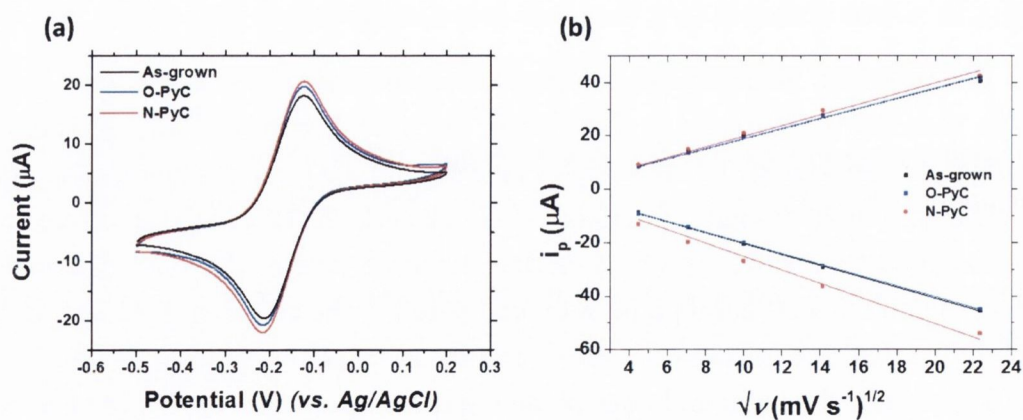 (a)
As-grown
O-PyC
N-PyC
20
10
0
-10
-20
Current (µA)
-0.6 -0.5 -0.4 -0.3 -0.2 -0.1 0.0 0.1 0.2 0.3
Potential (V) (vs. Ag/AgCl)
(b)
40
20
0
-20
-40
-60
i_p (µA)
As-grown
O-PyC
N-PyC
4 6 8 10 12 14 16 18 20 22 24
√ν (mV s⁻¹)^1/2